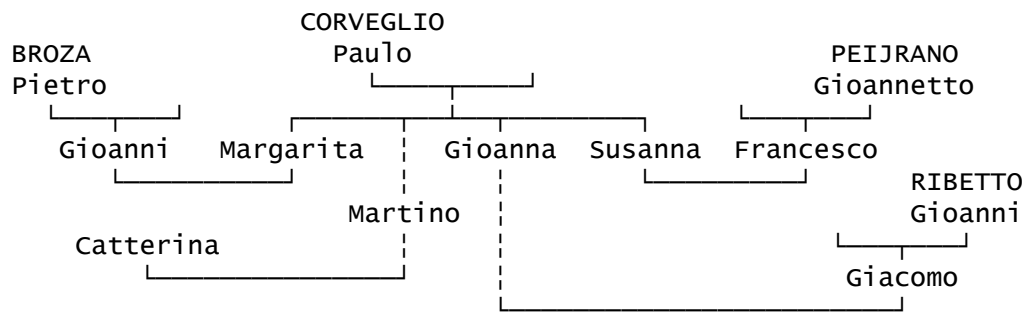 CORVEGLIO
BROZA Paulo PEIJRANO
Pietro Gioannetto
Gioanni Margarita Gioanna Susanna Francesco
RIBETTO
Martino Gioanni
Catterina
Giacomo